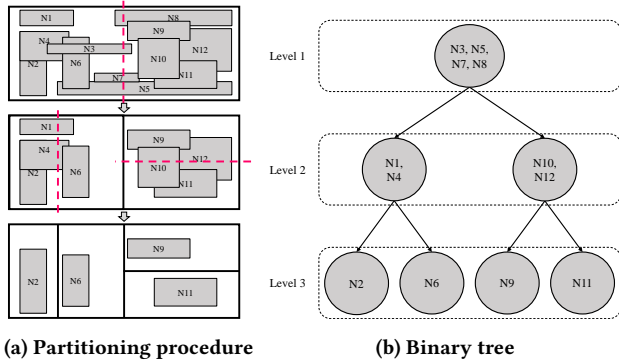 N1
N8
N4
N9
N3
N12
N2
N6
N10
N7
N11
N5
N1
N4
N9
N6
N12
N10
N2
N11
N9
N2
N6
N11
(a) Partitioning procedure
Level 1
N3, N5,
N7, N8
Level 2
N1,
N4
N10,
N12
Level 3
N2
N6
N9
N11
(b) Binary tree